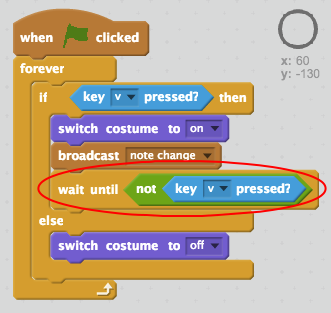 when clicked
x: 60
y: -130
forever
if key v pressed? then
switch costume to on
broadcast note change
wait until not key v pressed?
else
switch costume to off